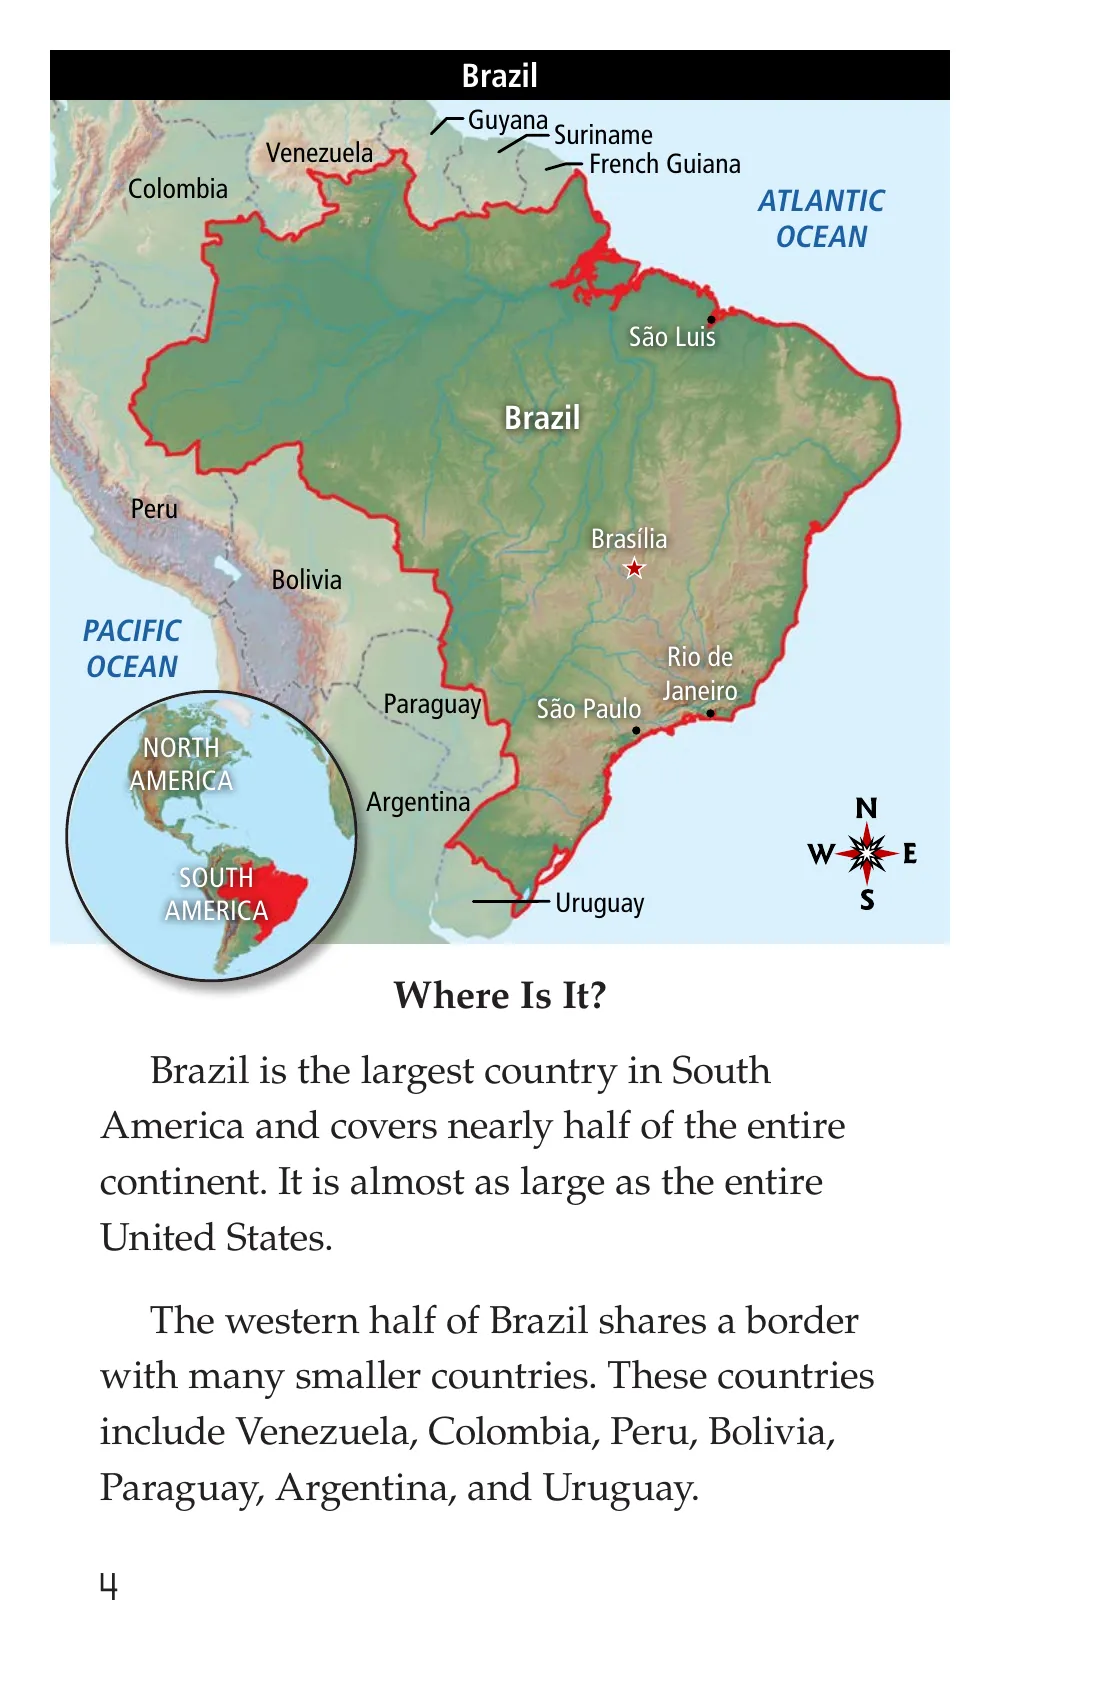 Brazil
Guyana
Suriname
Venezuela
French Guiana
Colombia
ATLANTIC
OCEAN
São Luis
Brazil
Peru
Brasília
Bolivia
PACIFIC
OCEAN
Rio de
Janeiro
Paraguay
São Paulo
NORTH
AMERICA
Argentina
N
W
E
S
SOUTH
AMERICA
Uruguay
Where Is It?
Brazil is the largest country in South
America and covers nearly half of the entire
continent. It is almost as large as the entire
United States.
The western half of Brazil shares a border
with many smaller countries. These countries
include Venezuela, Colombia, Peru, Bolivia,
Paraguay, Argentina, and Uruguay.
4